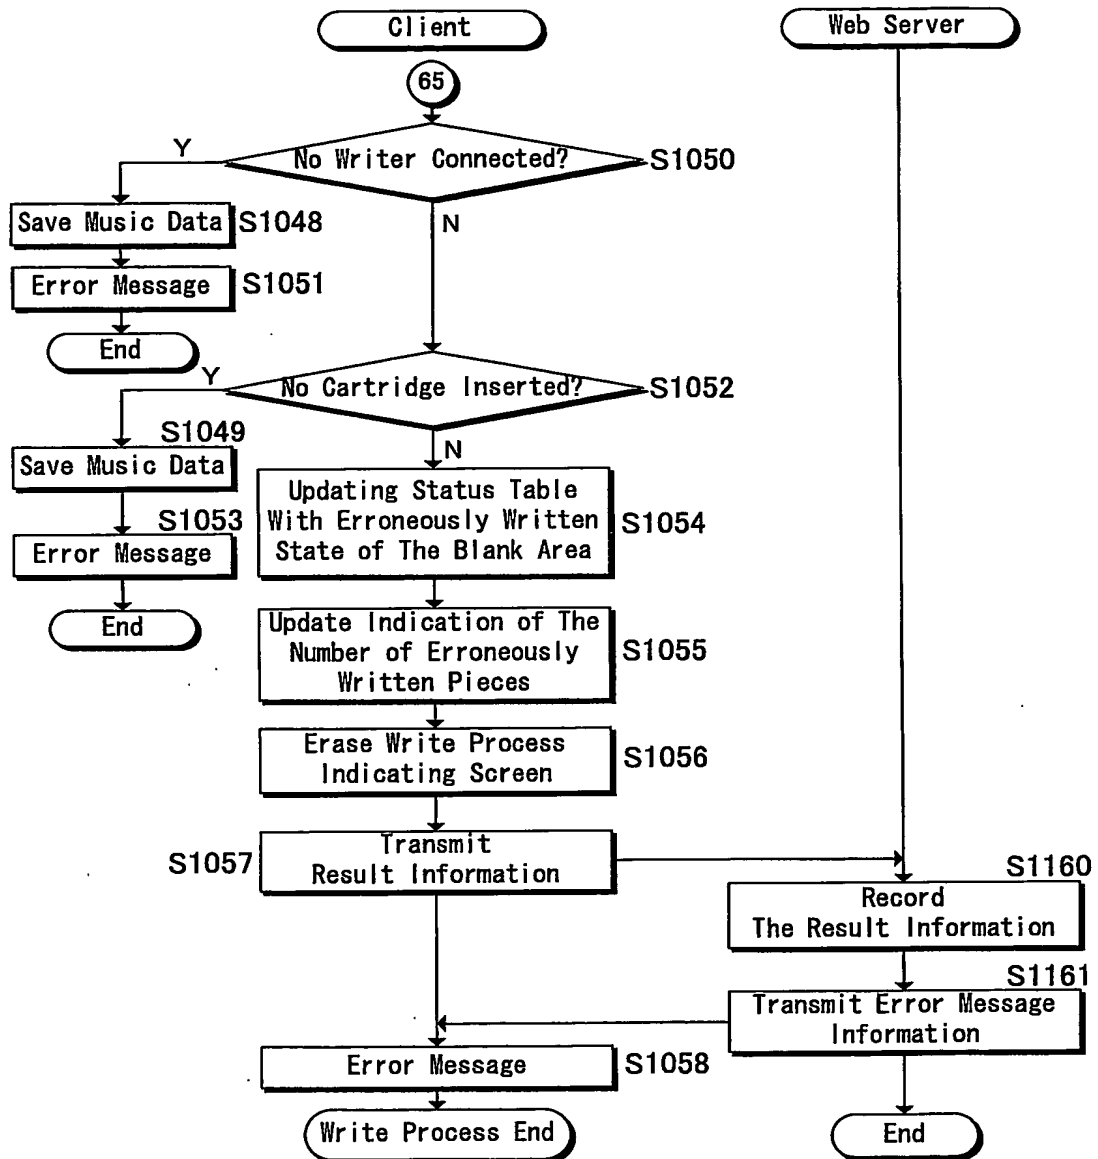 Client
Web Server
65
No Writer Connected?
S1050
Y
N
Save Music Data
S1048
Error Message
S1051
End
No Cartridge Inserted?
S1052
Y
N
S1049
Save Music Data
S1053
Error Message
End
Updating Status Table
With Erroneously Written
State of The Blank Area
S1054
Update Indication of The
Number of Erroneously
Written Pieces
S1055
Erase Write Process
Indicating Screen
S1056
S1057
Transmit
Result Information
S1160
Record
The Result Information
S1161
Transmit Error Message
Information
Error Message
S1058
Write Process End
End